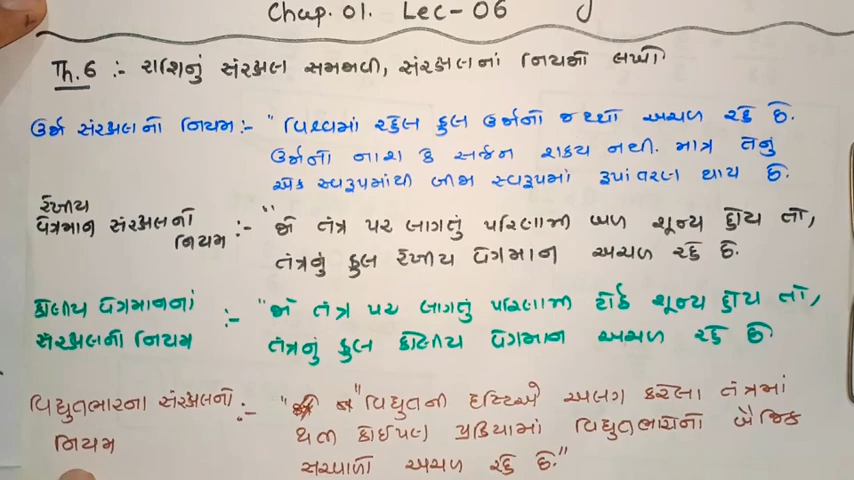 Chap. 01. Lec- 06
Th. 6 :- રાશિનું સંરક્ષણ સમજાવી, સંરક્ષણનાં નિયમો લખો
ઉર્જા સંરક્ષણનો નિયમ :- "વિશ્વમાં રહેલ કુલ ઉર્જાનો જથ્થો અચળ રહે છે.
ઉર્જાનો નાશ કે સર્જન શક્ય નથી. માત્ર તેનું
એક સ્વરૂપમાંથી બીજા સ્વરૂપમાં રૂપાંતરણ થાય છે.
રેખીય
વેગમાન સંરક્ષણનો
નિયમ :- "જો તંત્ર પર લાગતું પરિણામી બળ શૂન્ય હોય તો,
તંત્રનું કુલ રેખીય વેગમાન અચળ રહે છે.
કોણીય વેગમાનનાં
સંરક્ષણનો નિયમ :- "જો તંત્ર પર લાગતું પરિણામી ટોર્ક શૂન્ય હોય તો,
તંત્રનું કુલ કોણીય વેગમાન અચળ રહે છે.
વિદ્યુતભારના સંરક્ષણનો
નિયમ :- "વિદ્યુતની દ્રષ્ટિએ અલગ કરેલા તંત્રમાં
થતી કોઈપણ પ્રક્રિયામાં વિદ્યુતભારોનો બૈજિક
સરવાળો અચળ રહે છે."